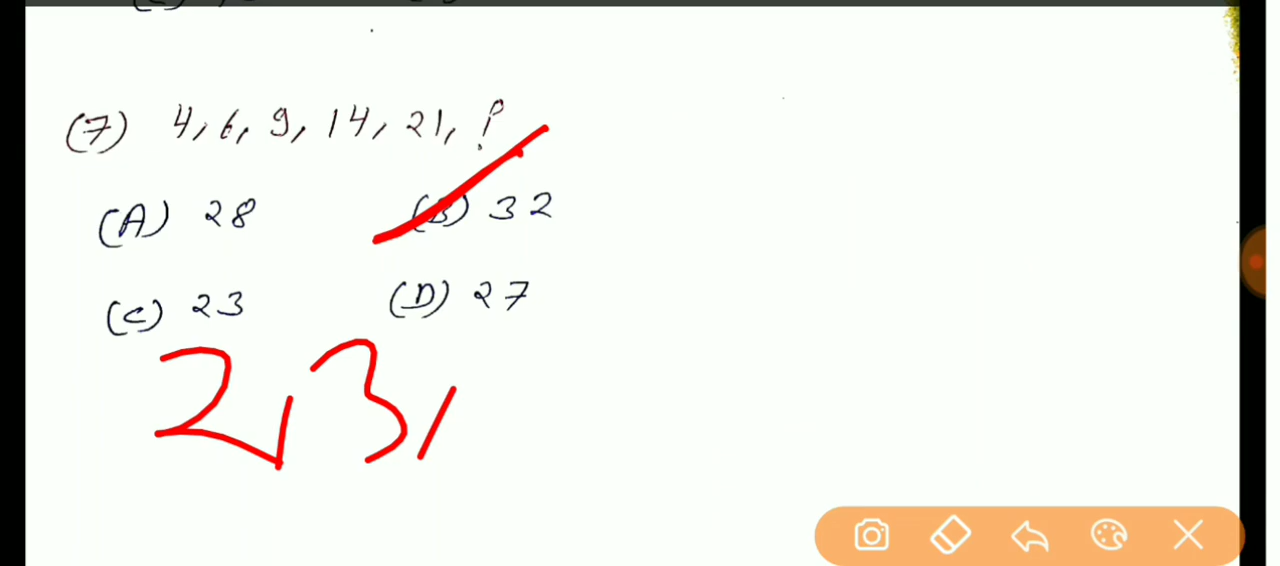 (7) 4, 6, 9, 14, 21, ?
(A) 28 (B) 32
(C) 23 (D) 27
2, 3,